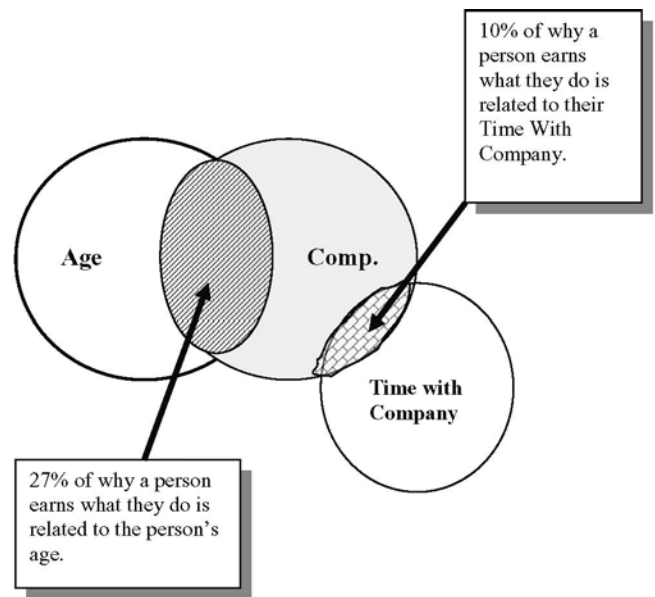 10% of why a
person earns
what they do is
related to their
Time With
Company.
Age
Comp.
Time with
Company
27% of why a person
earns what they do is
related to the person’s
age.